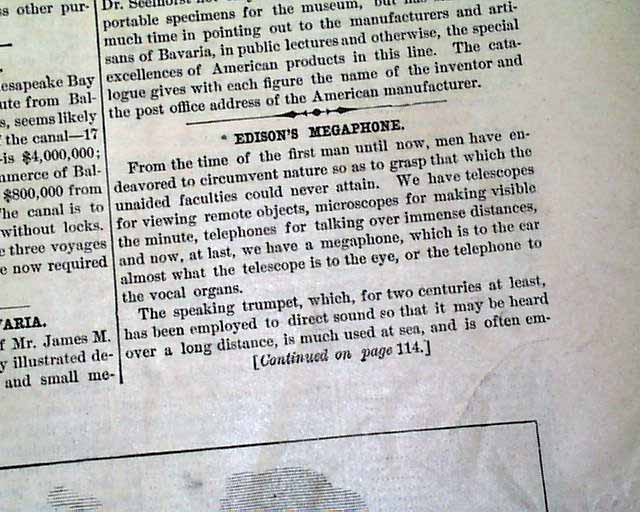 s other pur-
esapeake Bay
ute from Bal-
s, seems likely
the canal—17
is $4,000,000;
mmerce of Bal-
$800,000 from
he canal is to
without locks.
three voyages
e now required
VARIA.
f Mr. James M.
y illustrated de-
and small me-
portable specimens for the museum, but has
much time in pointing out to the manufacturers and arti-
sans of Bavaria, in public lectures and otherwise, the special
excellences of American products in this line. The cata-
logue gives with each figure the name of the inventor and
the post office address of the American manufacturer.
EDISON'S MEGAPHONE.
From the time of the first man until now, men have en-
deavored to circumvent nature so as to grasp that which the
unaided faculties could never attain. We have telescopes
for viewing remote objects, microscopes for making visible
the minute, telephones for talking over immense distances,
and now, at last, we have a megaphone, which is to the ear
almost what the telescope is to the eye, or the telephone to
the vocal organs.
The speaking trumpet, which, for two centuries at least,
has been employed to direct sound so that it may be heard
over a long distance, is much used at sea, and is often em-
[Continued on page 114.]